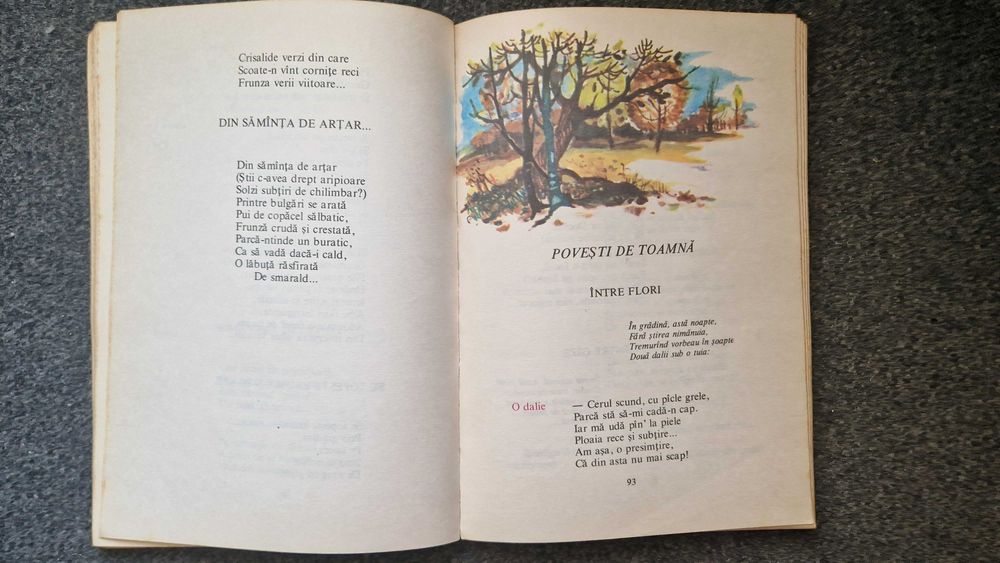 Crisalide verzi din care
Scoate-n vînt cornițe reci
Frunza verii viitoare...
DIN SĂMÎNȚA DE ARȚAR...
Din sămînța de arțar
(Știi c-avea drept aripioare
Solzi subțiri de chilimbar?)
Printre bulgări se arată
Pui de copăcel sălbatic,
Frunză crudă și crestată,
Parcă-ntinde un buratic,
Ca să vadă dacă-i cald,
O lăbuță răsfirată
De smarald...
POVEȘTI DE TOAMNĂ
ÎNTRE FLORI
În grădină, astă noapte,
Fără știrea nimănuia,
Tremurînd vorbeau în șoapte
Două dalii sub o tuia:
O dalie — Cerul scund, cu pîcle grele,
Parcă stă să-mi cadă-n cap.
Iar mă udă pîn' la piele
Ploaia rece și subțire...
Am așa, o presimțire,
Că din asta nu mai scap!
93